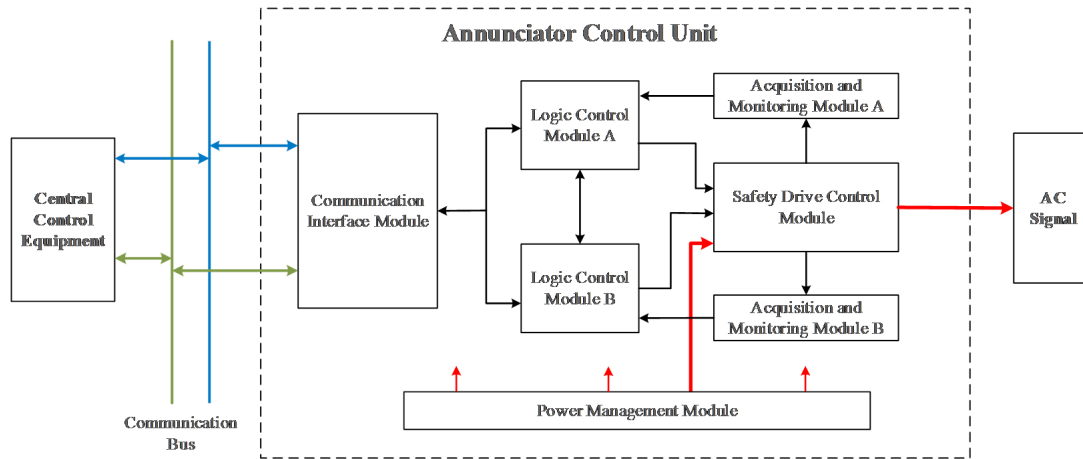 Annunciator Control Unit
Central
Control
Equipment
Communication
Bus
Communication
Interface Module
Logic Control
Module A
Logic Control
Module B
Acquisition and
Monitoring Module A
Safety Drive Control
Module
Acquisition and
Monitoring Module B
Power Management Module
AC
Signal